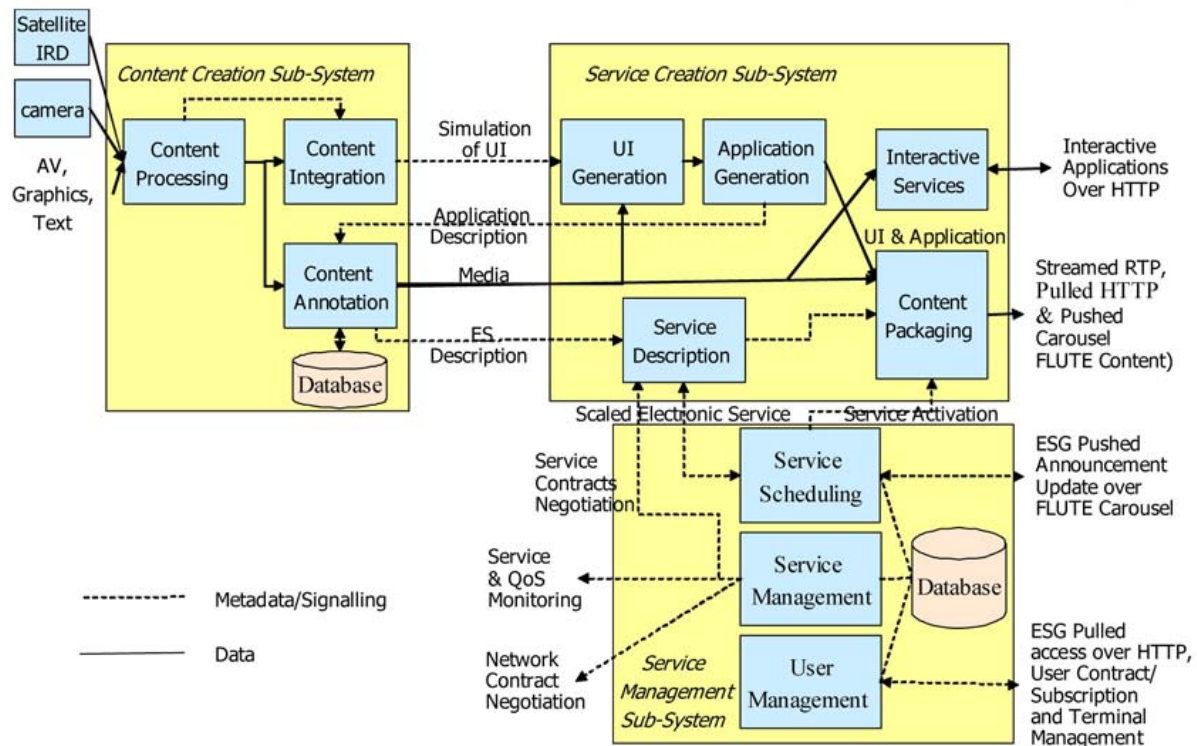 Satellite
IRD
camera
AV,
Graphics,
Text
Content Creation Sub-System
Content
Processing
Content
Integration
Content
Annotation
Database
Simulation
of UI
Application
Description
Media
ES
Description
Service Creation Sub-System
UI
Generation
Application
Generation
Interactive
Services
UI & Application
Content
Packaging
Service
Description
Interactive
Applications
Over HTTP
Streamed RTP,
Pulled HTTP
& Pushed
Carousel
FLUTE Content)
Scaled Electronic Service
Service Activation
Service
Contracts
Negotiation
Service
Scheduling
Service
Management
User
Management
Database
Service
Management
Sub-System
ESG Pushed
Announcement
Update over
FLUTE Carousel
Service
& QoS
Monitoring
Network
Contract
Negotiation
ESG Pulled
access over HTTP,
User Contract/
Subscription
and Terminal
Management
Metadata/Signalling
Data